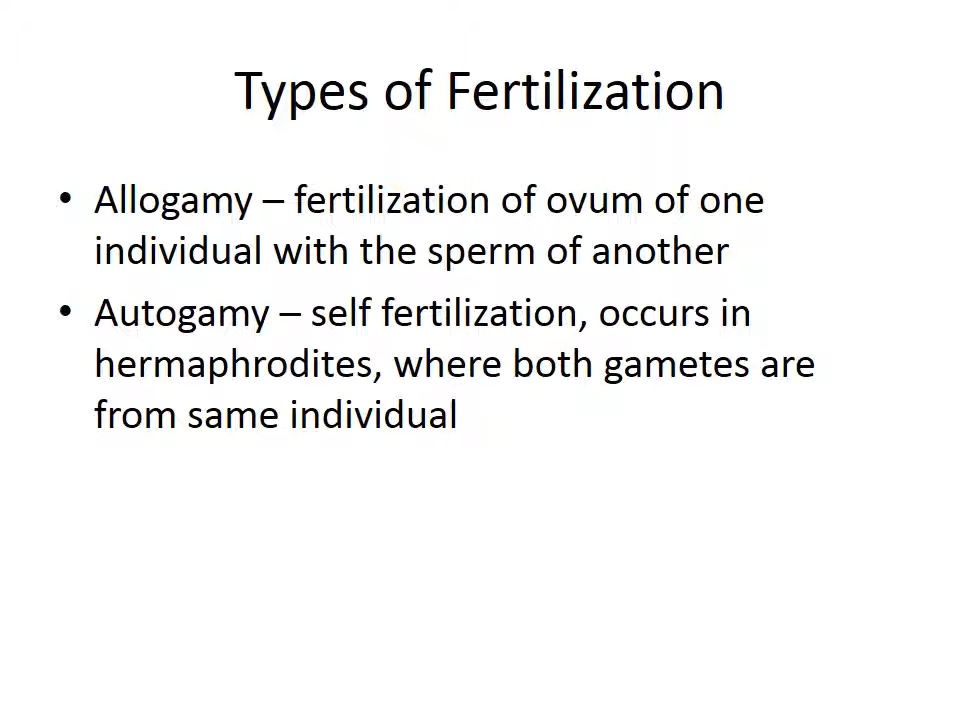 Types of Fertilization
• Allogamy – fertilization of ovum of one
individual with the sperm of another
• Autogamy – self fertilization, occurs in
hermaphrodites, where both gametes are
from same individual